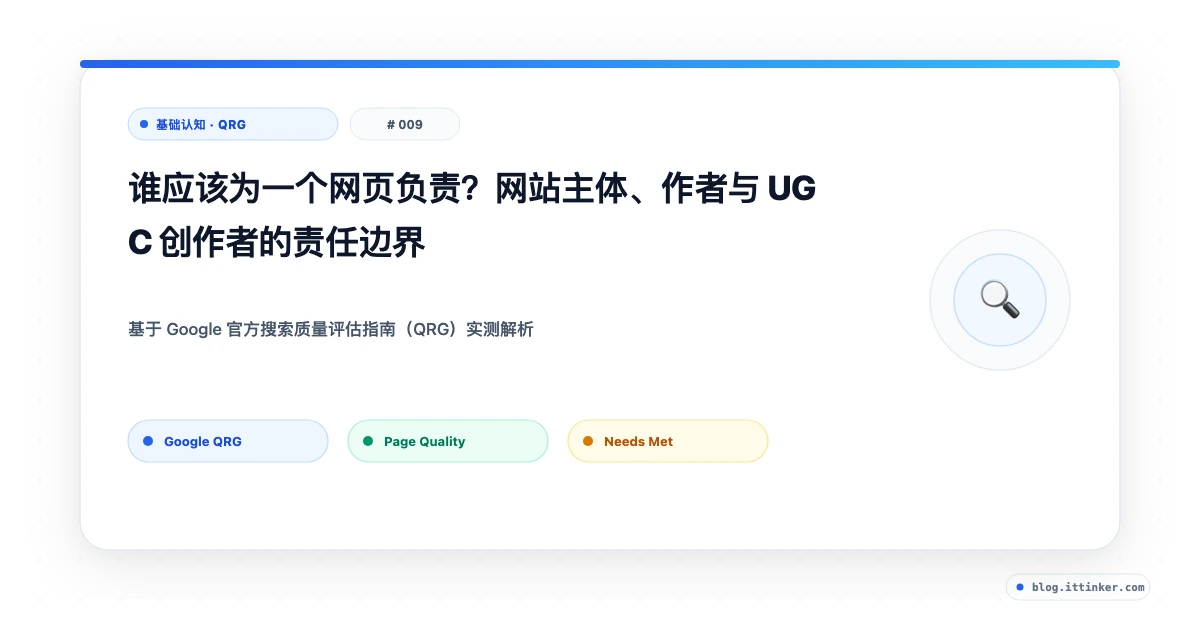 基础认知 · QRG
# 009
谁应该为一个网页负责？网站主体、作者与 UG
C 创作者的责任边界
基于 Google 官方搜索质量评估指南（QRG）实测解析
Google QRG
Page Quality
Needs Met
blog.ittinker.com